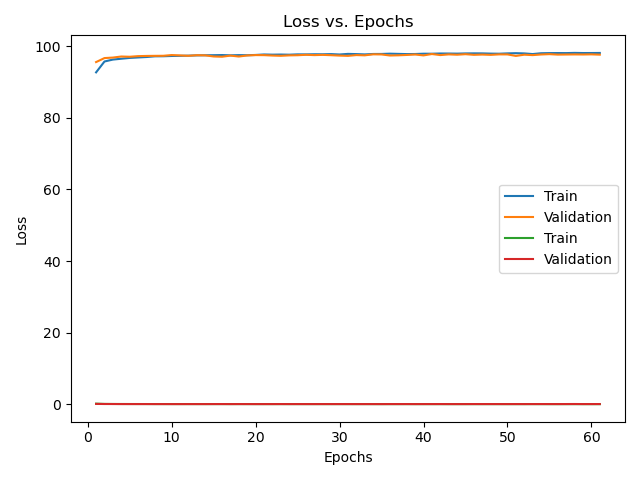 Loss vs. Epochs
100
80
60
40
20
0
Loss
Train
Validation
Train
Validation
0 10 20 30 40 50 60
Epochs